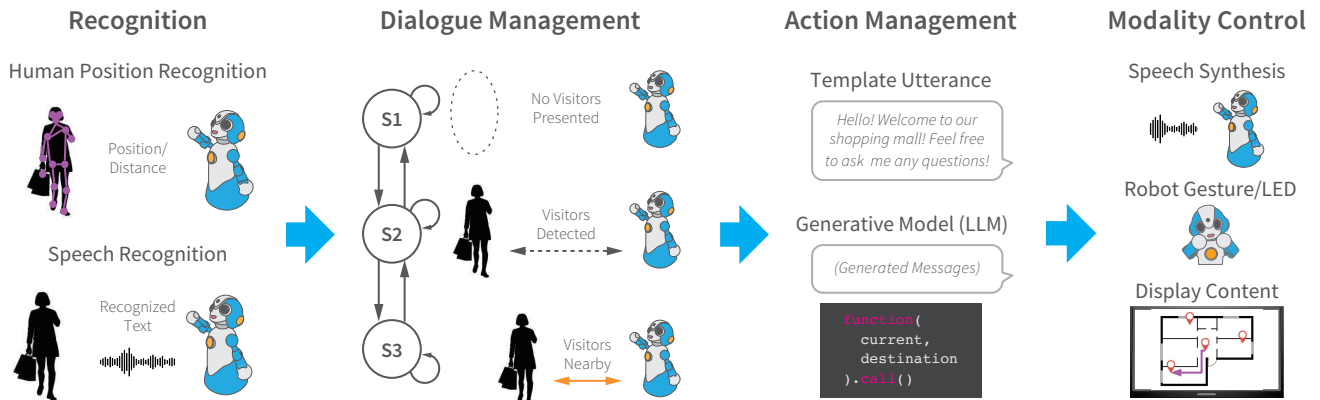 Recognition
Human Position Recognition
Position/
Distance
Speech Recognition
Recognized
Text
Dialogue Management
S1
No Visitors
Presented
S2
Visitors
Detected
S3
Visitors
Nearby
Action Management
Template Utterance
Hello! Welcome to our
shopping mall! Feel free
to ask me any questions!
Generative Model (LLM)
(Generated Messages)
function(
current,
destination
).call()
Modality Control
Speech Synthesis
Robot Gesture/LED
Display Content